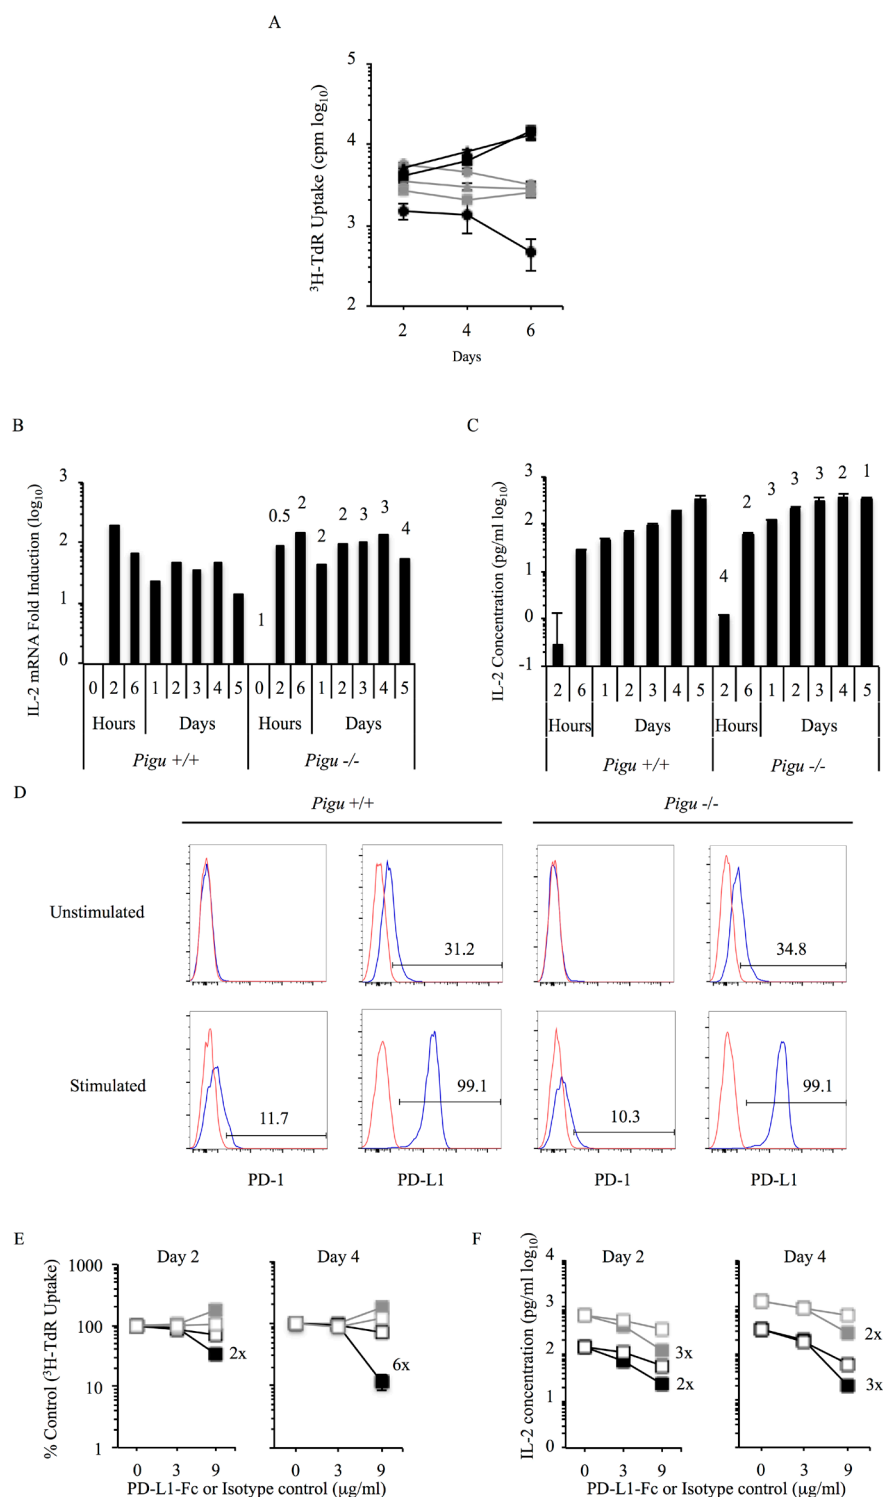 A
5
4
3
2
³H-TdR Uptake (cpm log₁₀)
2 4 6
Days
B
3
2
1
0
IL-2 mRNA Fold Induction (log₁₀)
1 0.5 2 2 2 3 3 4
0 2 6 1 2 3 4 5 0 2 6 1 2 3 4 5
Hours Days Hours Days
Pigu +/+ Pigu -/-
C
3
2
1
0
-1
IL-2 Concentration (pg/ml log₁₀)
4 2 3 3 3 2 1
2 6 1 2 3 4 5 2 6 1 2 3 4 5
Hours Days Hours Days
Pigu +/+ Pigu -/-
D
Pigu +/+ Pigu -/-
Unstimulated
31.2 34.8
Stimulated
11.7 99.1 10.3 99.1
PD-1 PD-L1 PD-1 PD-L1
E
Day 2 Day 4
1000
100
10
1
% Control (³H-TdR Uptake)
2x
6x
0 3 9 0 3 9
PD-L1-Fc or Isotype control (μg/ml)
F
Day 2 Day 4
4
3
2
1
0
IL-2 concentration (pg/ml log₁₀)
3x
2x
2x
3x
0 3 9 0 3 9
PD-L1-Fc or Isotype control (μg/ml)